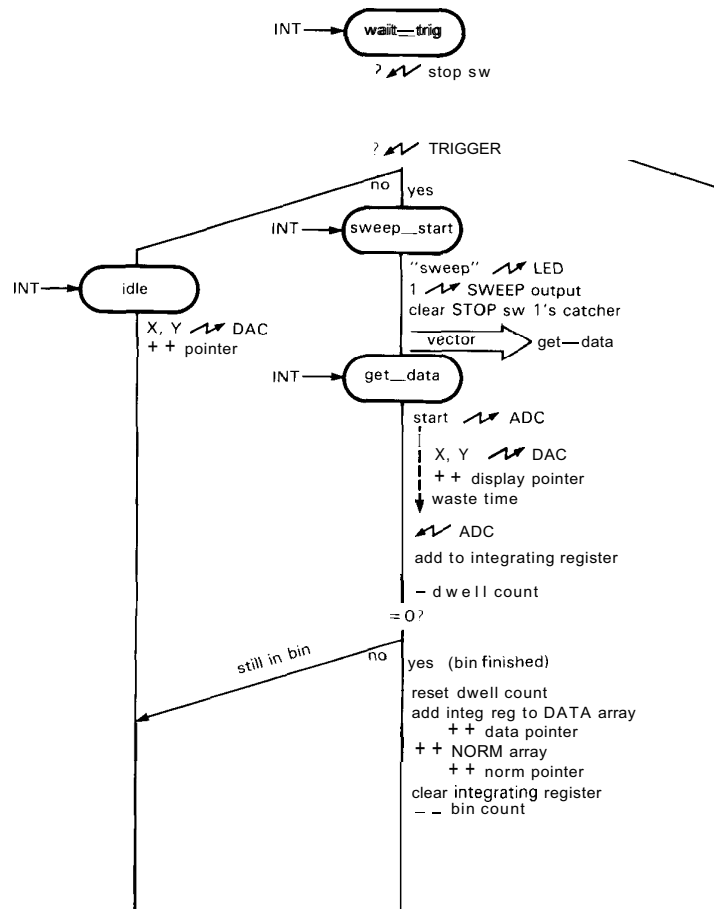 INT wait_trig
? stop sw
? TRIGGER
no yes
INT sweep_start
"sweep" LED
1 SWEEP output
clear STOP sw 1's catcher
vector get_data
INT idle
X, Y DAC
+ + pointer
INT get_data
start ADC
X, Y DAC
+ + display pointer
waste time
ADC
add to integrating register
– dwell count
= 0?
still in bin
no yes (bin finished)
reset dwell count
add integ reg to DATA array
+ + data pointer
+ + NORM array
+ + norm pointer
clear integrating register
– – bin count